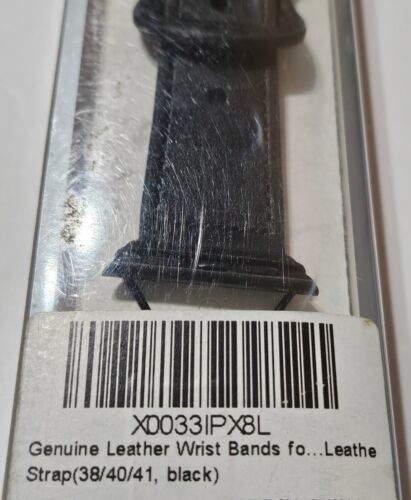 X0033IPX8L
Genuine Leather Wrist Bands fo...Leathe
Strap(38/40/41, black)